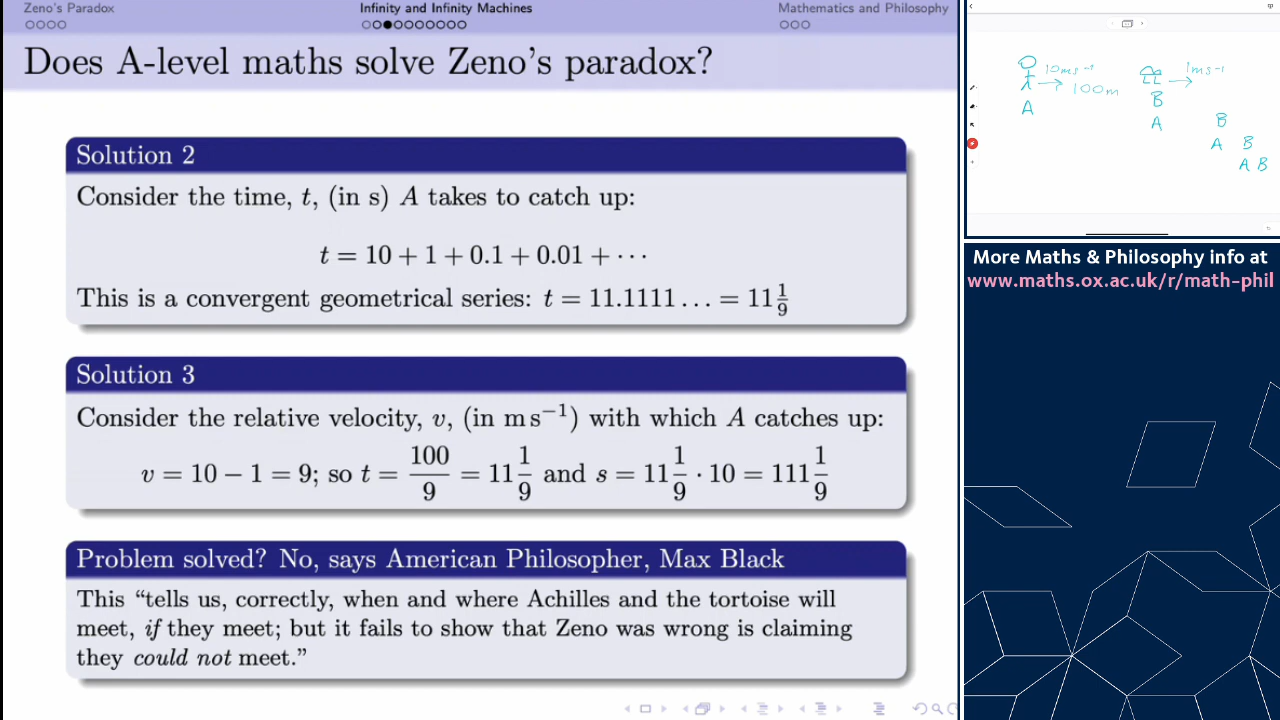 Zeno's Paradox
Infinity and Infinity Machines
Mathematics and Philosophy
Does A-level maths solve Zeno's paradox?
Solution 2
Consider the time, t, (in s) A takes to catch up:
t = 10 + 1 + 0.1 + 0.01 + ···
This is a convergent geometrical series: t = 11.1111 ... = 11 1/9
Solution 3
Consider the relative velocity, v, (in m s⁻¹) with which A catches up:
v = 10 − 1 = 9; so t = 100/9 = 11 1/9 and s = 11 1/9 · 10 = 111 1/9
Problem solved? No, says American Philosopher, Max Black
This “tells us, correctly, when and where Achilles and the tortoise will
meet, if they meet; but it fails to show that Zeno was wrong is claiming
they could not meet.”
10ms⁻¹
100m
1ms⁻¹
A
B
A
B
A B
A B
More Maths & Philosophy info at
www.maths.ox.ac.uk/r/math-phil